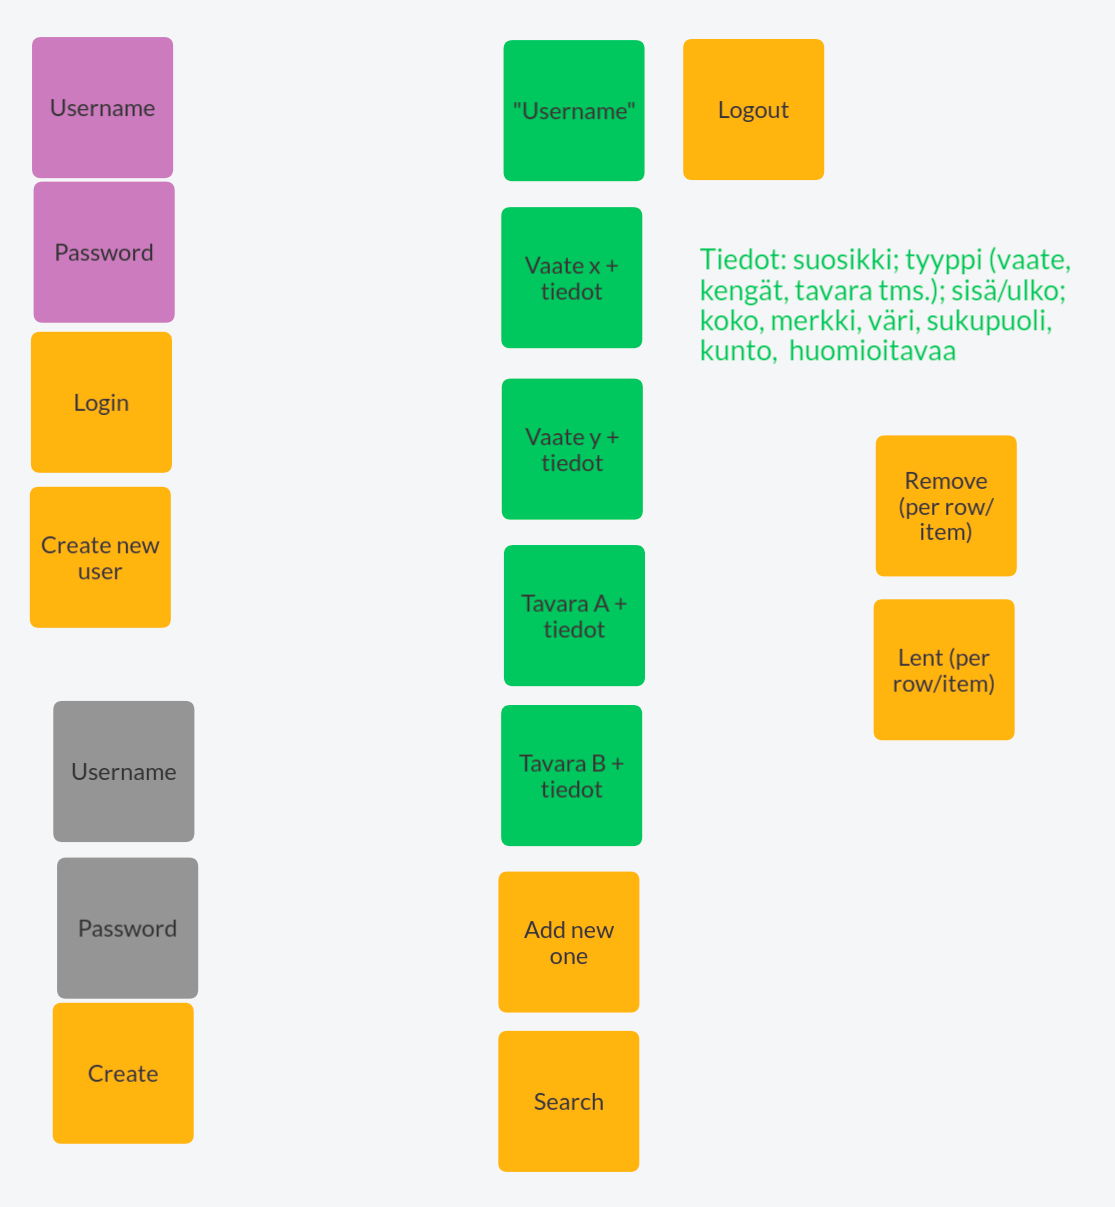 Username
Password
Login
Create new
user
Username
Password
Create
"Username"
Logout
Vaate x +
tiedot
Tiedot: suosikki; tyyppi (vaate,
kengät, tavara tms.); sisä/ulko;
koko, merkki, väri, sukupuoli,
kunto, huomioitavaa
Vaate y +
tiedot
Remove
(per row/
item)
Tavara A +
tiedot
Lent (per
row/item)
Tavara B +
tiedot
Add new
one
Search